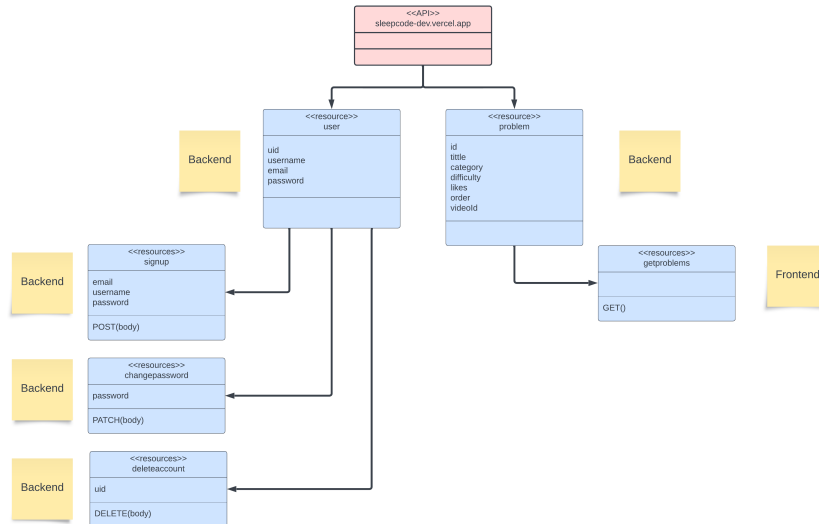 <<API>>
sleepcode-dev.vercel.app
<<resource>>
user
uid
username
email
password
<<resource>>
problem
id
tittle
category
difficulty
likes
order
videoId
Backend
Backend
<<resources>>
signup
email
username
password
POST(body)
Backend
<<resources>>
getproblems
GET()
Frontend
<<resources>>
changepassword
password
PATCH(body)
Backend
<<resources>>
deleteaccount
uid
DELETE(body)
Backend